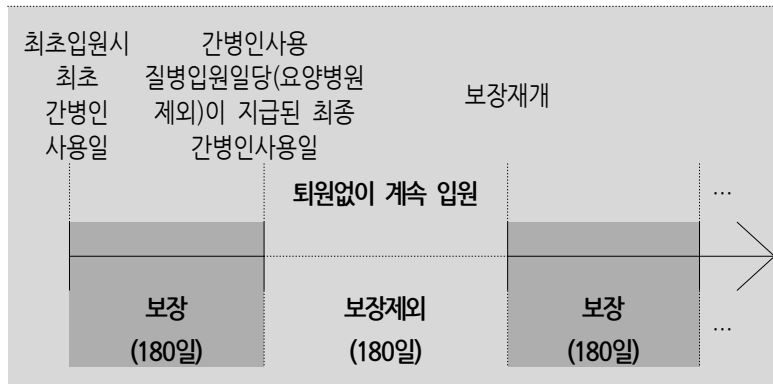 최초입원시
최초
간병인
사용일
간병인사용
질병입원일당(요양병원
제외)이 지급된 최종
간병인사용일
보장재개
퇴원없이 계속 입원
...
보장
(180일)
보장제외
(180일)
보장
(180일)
...